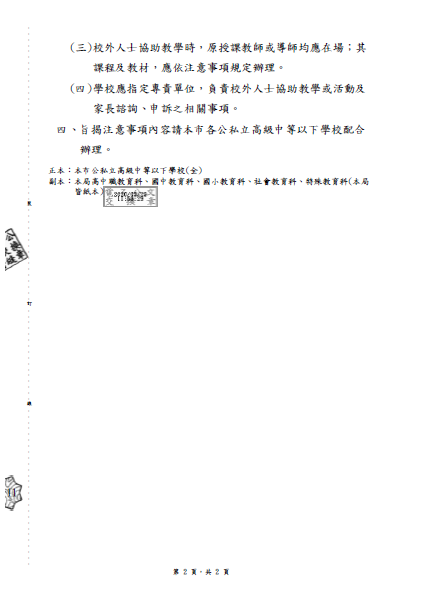 (三)校外人士協助教學時，原授課教師或導師均應在場；其
課程及教材，應依注意事項規定辦理。
(四)學校應指定專責單位，負責校外人士協助教學或活動及
家長諮詢、申訴之相關事項。
四、旨揭注意事項內容請本市各公私立高級中等以下學校配合
辦理。
正本：本市公私立高級中等以下學校(全)
副本：本局高中職教育科、國中教育科、國小教育科、社會教育科、特殊教育科(本局
皆紙本)
裝
訂
線
第 2 頁，共 2 頁